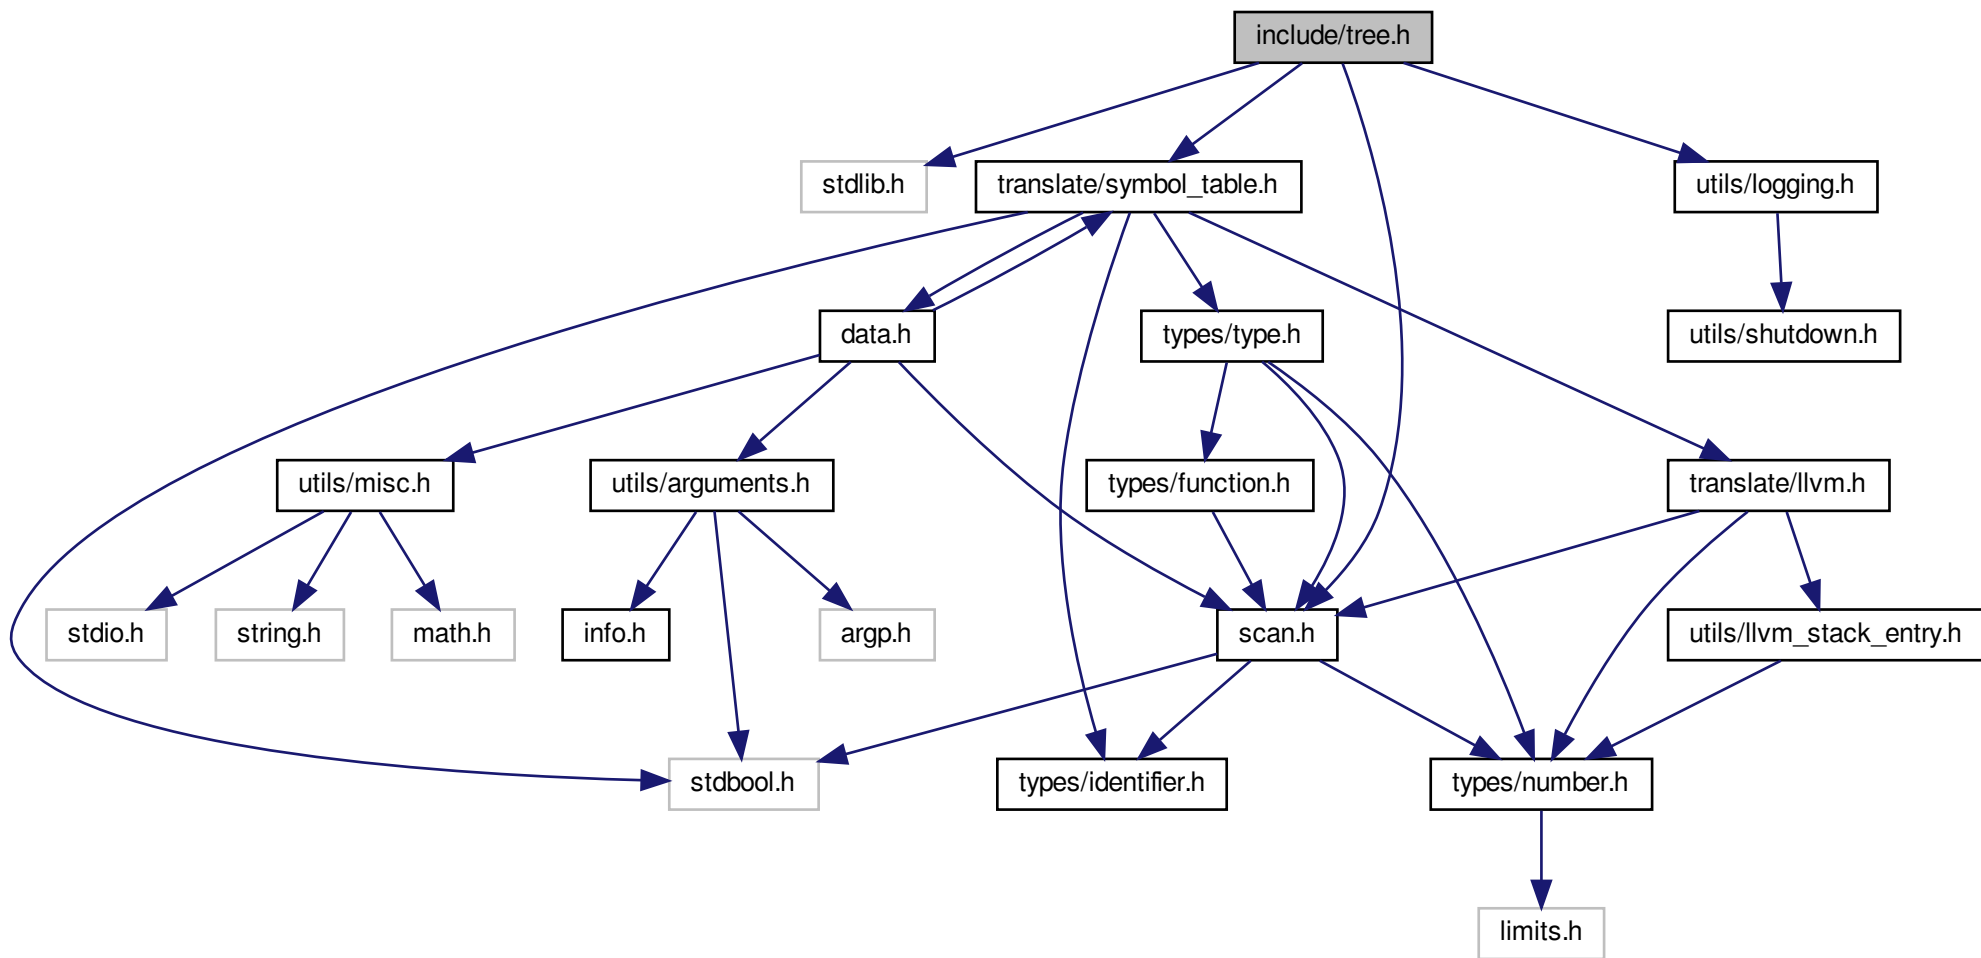 include/tree.h
stdlib.h
translate/symbol_table.h
utils/logging.h
data.h
types/type.h
utils/shutdown.h
utils/misc.h
utils/arguments.h
types/function.h
translate/llvm.h
stdio.h
string.h
math.h
info.h
argp.h
scan.h
utils/llvm_stack_entry.h
stdbool.h
types/identifier.h
types/number.h
limits.h